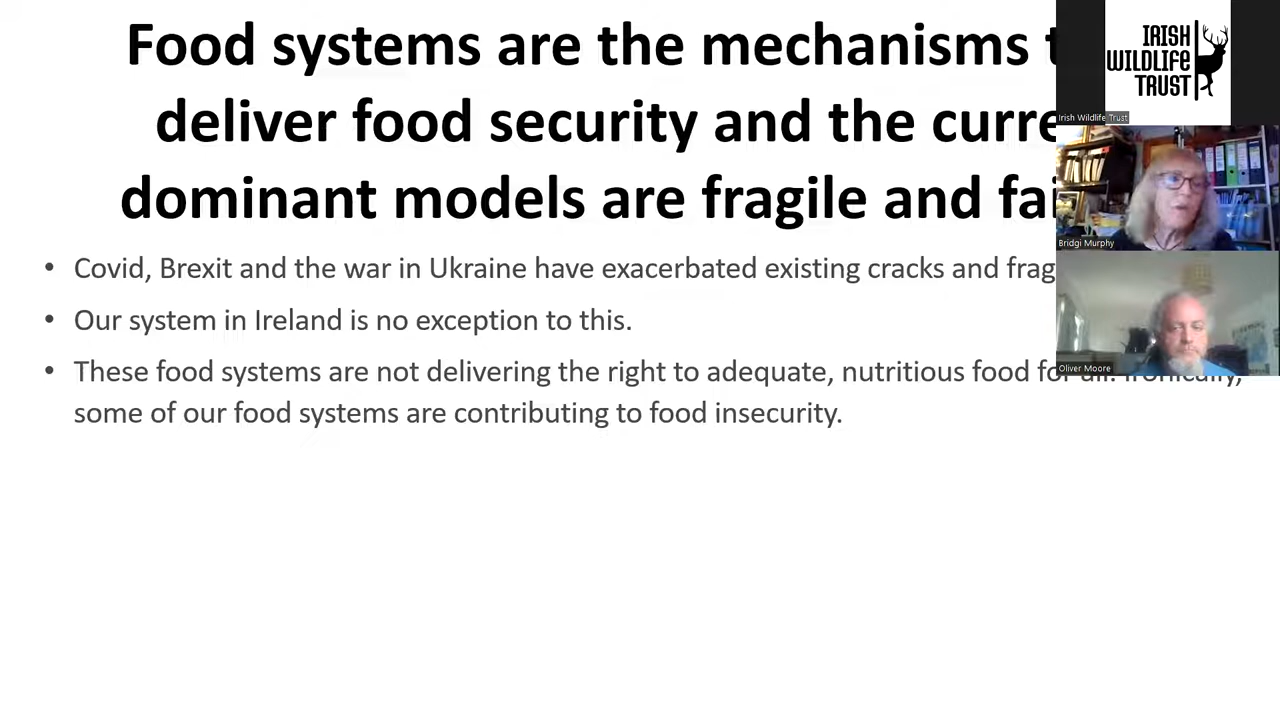 Food systems are the mechanisms
deliver food security and the curre
dominant models are fragile and fai
• Covid, Brexit and the war in Ukraine have exacerbated existing cracks and frag
• Our system in Ireland is no exception to this.
• These food systems are not delivering the right to adequate, nutritious food for all. Ironically,
some of our food systems are contributing to food insecurity.
IRISH
WILDLIFE
TRUST
Irish Wildlife Trust
Bridgi Murphy
Oliver Moore